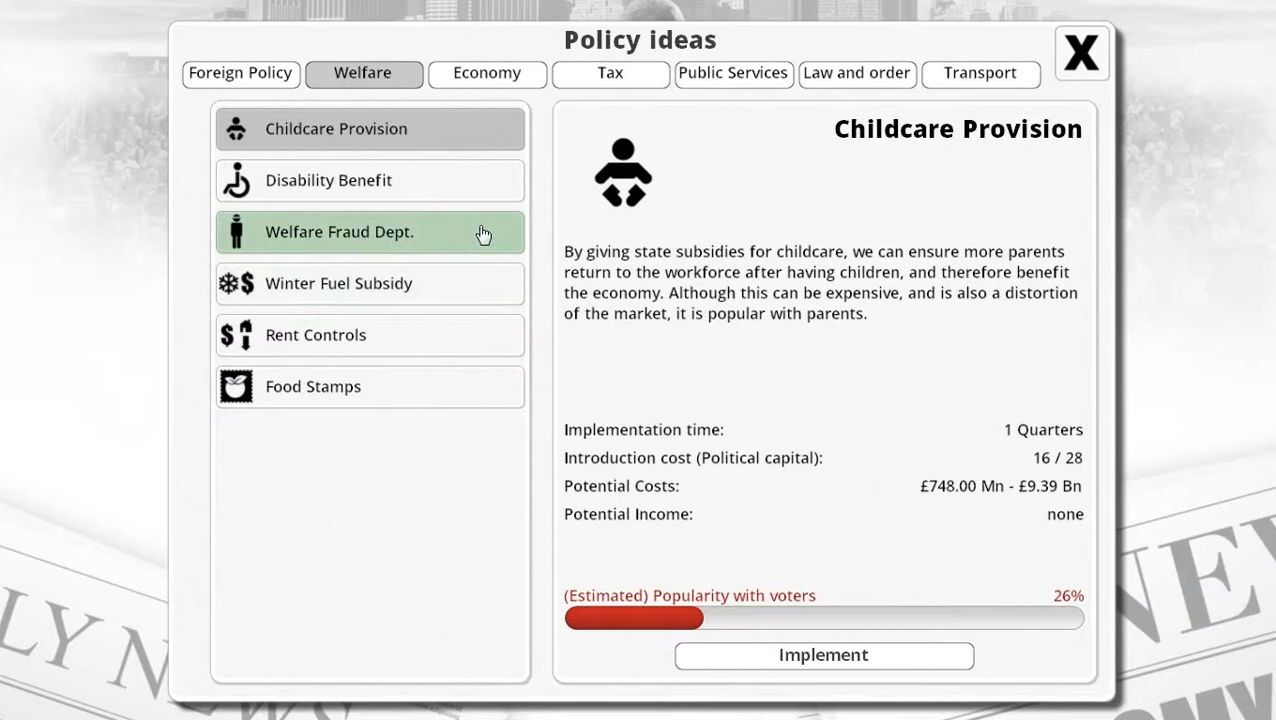 Policy ideas
X
Foreign Policy
Welfare
Economy
Tax
Public Services
Law and order
Transport
Childcare Provision
Disability Benefit
Welfare Fraud Dept.
Winter Fuel Subsidy
Rent Controls
Food Stamps
Childcare Provision
By giving state subsidies for childcare, we can ensure more parents
return to the workforce after having children, and therefore benefit
the economy. Although this can be expensive, and is also a distortion
of the market, it is popular with parents.
Implementation time: 1 Quarters
Introduction cost (Political capital): 16 / 28
Potential Costs: £748.00 Mn - £9.39 Bn
Potential Income: none
(Estimated) Popularity with voters 26%
Implement